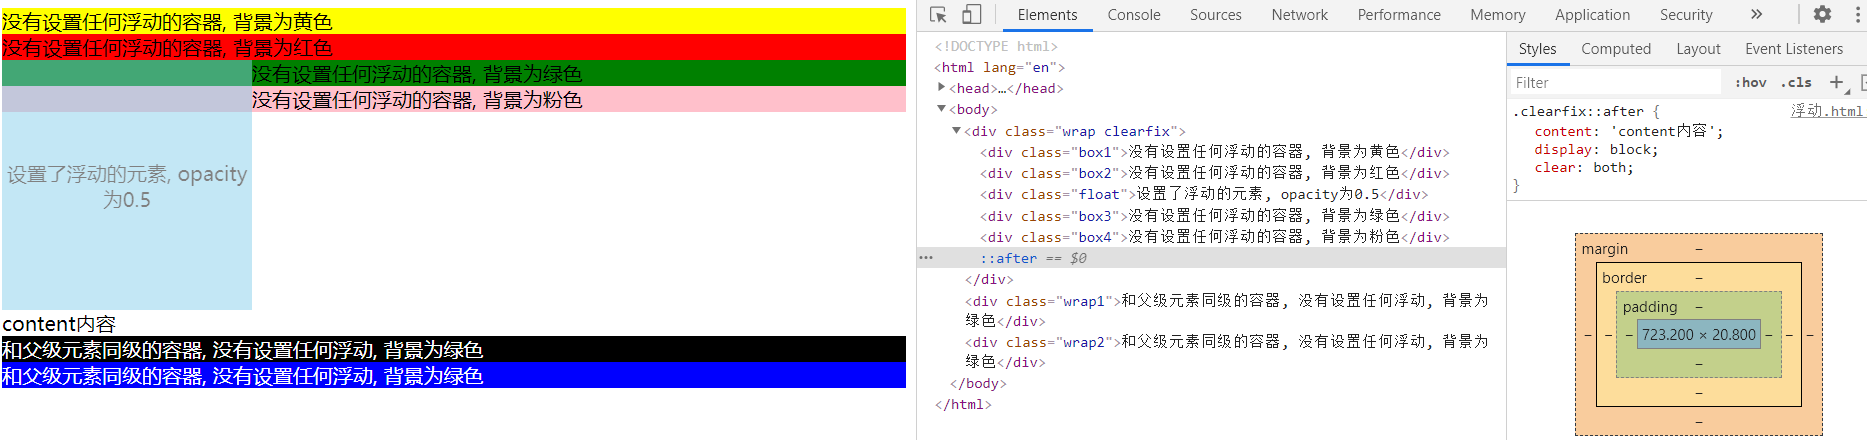 没有设置任何浮动的容器, 背景为黄色
没有设置任何浮动的容器, 背景为红色
没有设置任何浮动的容器, 背景为绿色
没有设置任何浮动的容器, 背景为粉色
设置了浮动的元素, opacity
为0.5
content内容
和父级元素同级的容器, 没有设置任何浮动, 背景为绿色
和父级元素同级的容器, 没有设置任何浮动, 背景为绿色
Elements Console Sources Network Performance Memory Application Security »
<!DOCTYPE html>
<html lang="en">
<head>…</head>
<body>
<div class="wrap clearfix">
<div class="box1">没有设置任何浮动的容器, 背景为黄色</div>
<div class="box2">没有设置任何浮动的容器, 背景为红色</div>
<div class="float">设置了浮动的元素, opacity为0.5</div>
<div class="box3">没有设置任何浮动的容器, 背景为绿色</div>
<div class="box4">没有设置任何浮动的容器, 背景为粉色</div>
::after == $0
</div>
<div class="wrap1">和父级元素同级的容器, 没有设置任何浮动, 背景为
绿色</div>
<div class="wrap2">和父级元素同级的容器, 没有设置任何浮动, 背景为
绿色</div>
</body>
</html>
Styles Computed Layout Event Listeners
Filter :hov .cls +
.clearfix::after { 浮动.html
content: 'content内容';
display: block;
clear: both;
}
margin –
border –
padding –
– – – 723.200 × 20.800 – – –
–
–
–